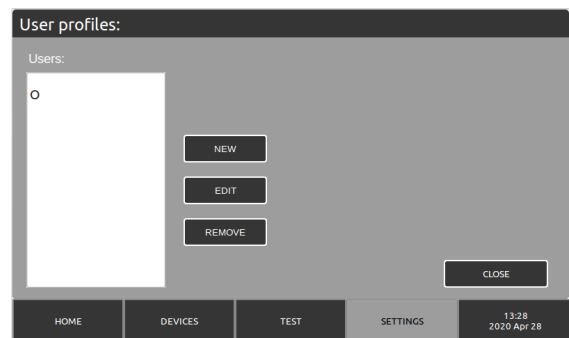 User profiles:
Users:
O
NEW
EDIT
REMOVE
CLOSE
HOME
DEVICES
TEST
SETTINGS
13:28
2020 Apr 28